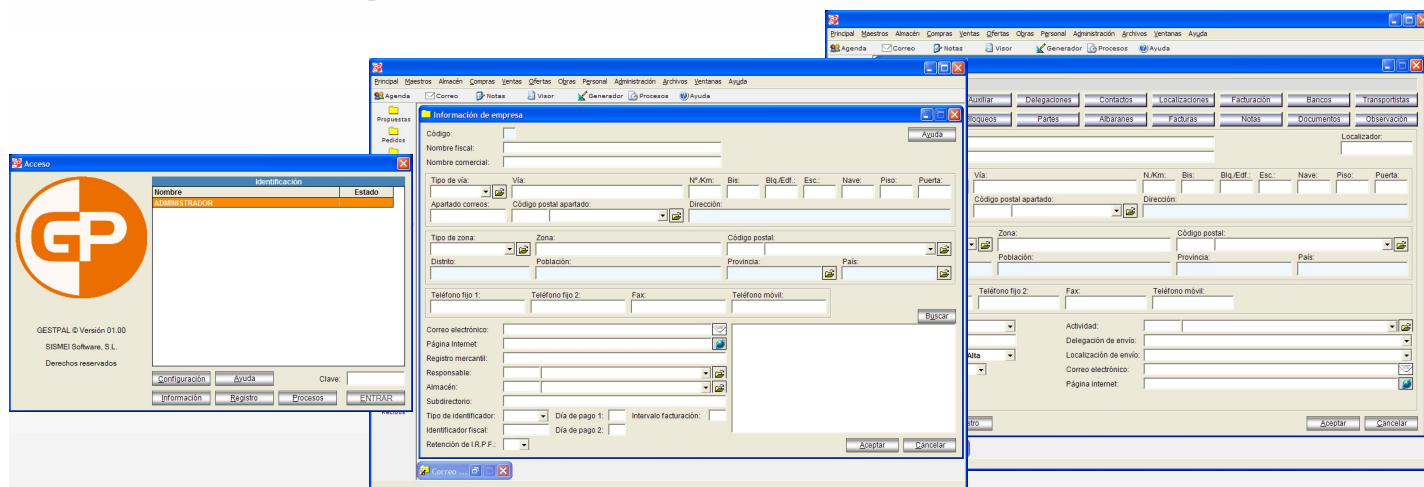 Acceso
GP
GESTPAL © Versión 01.00
SISMEI Software, S.L.
Derechos reservados
Identificación
Nombre Estado
ADMINISTRADOR
Configuración Ayuda Clave:
Información Registro Procesos ENTRAR
Principal Maestros Almacén Compras Ventas Ofertas Obras Personal Administración Archivos Ventanas Ayuda
Agenda Correo Notas Visor Generador Procesos Ayuda
Propuestas
Pedidos
Recibos
Información de empresa
Código: Ayuda
Nombre fiscal:
Nombre comercial:
Tipo de vía: Vía: Nº./Km: Bis: Blq./Edf.: Esc.: Nave: Piso: Puerta:
Apartado correos: Código postal apartado: Dirección:
Tipo de zona: Zona: Código postal:
Distrito: Población: Provincia: País:
Teléfono fijo 1: Teléfono fijo 2: Fax: Teléfono móvil:
Buscar
Correo electrónico:
Página Internet:
Registro mercantil:
Responsable:
Almacén:
Subdirectorio:
Tipo de identificador: Día de pago 1: Intervalo facturación:
Identificador fiscal: Día de pago 2:
Retención de I.R.P.F.: Aceptar Cancelar
Correo ...
Principal Maestros Almacén Compras Ventas Ofertas Obras Personal Administración Archivos Ventanas Ayuda
Agenda Correo Notas Visor Generador Procesos Ayuda
Auxiliar Delegaciones Contactos Localizaciones Facturación Bancos Transportistas
Bloqueos Partes Albaranes Facturas Notas Documentos Observación
Localizador:
Vía: N./Km: Bis: Blq./Edf.: Esc.: Nave: Piso: Puerta:
Código postal apartado: Dirección:
Zona: Código postal:
Población: Provincia: País:
Teléfono fijo 2: Fax: Teléfono móvil:
Actividad:
Delegación de envío:
Alta Localización de envío:
Correo electrónico:
Página internet:
stro Aceptar Cancelar